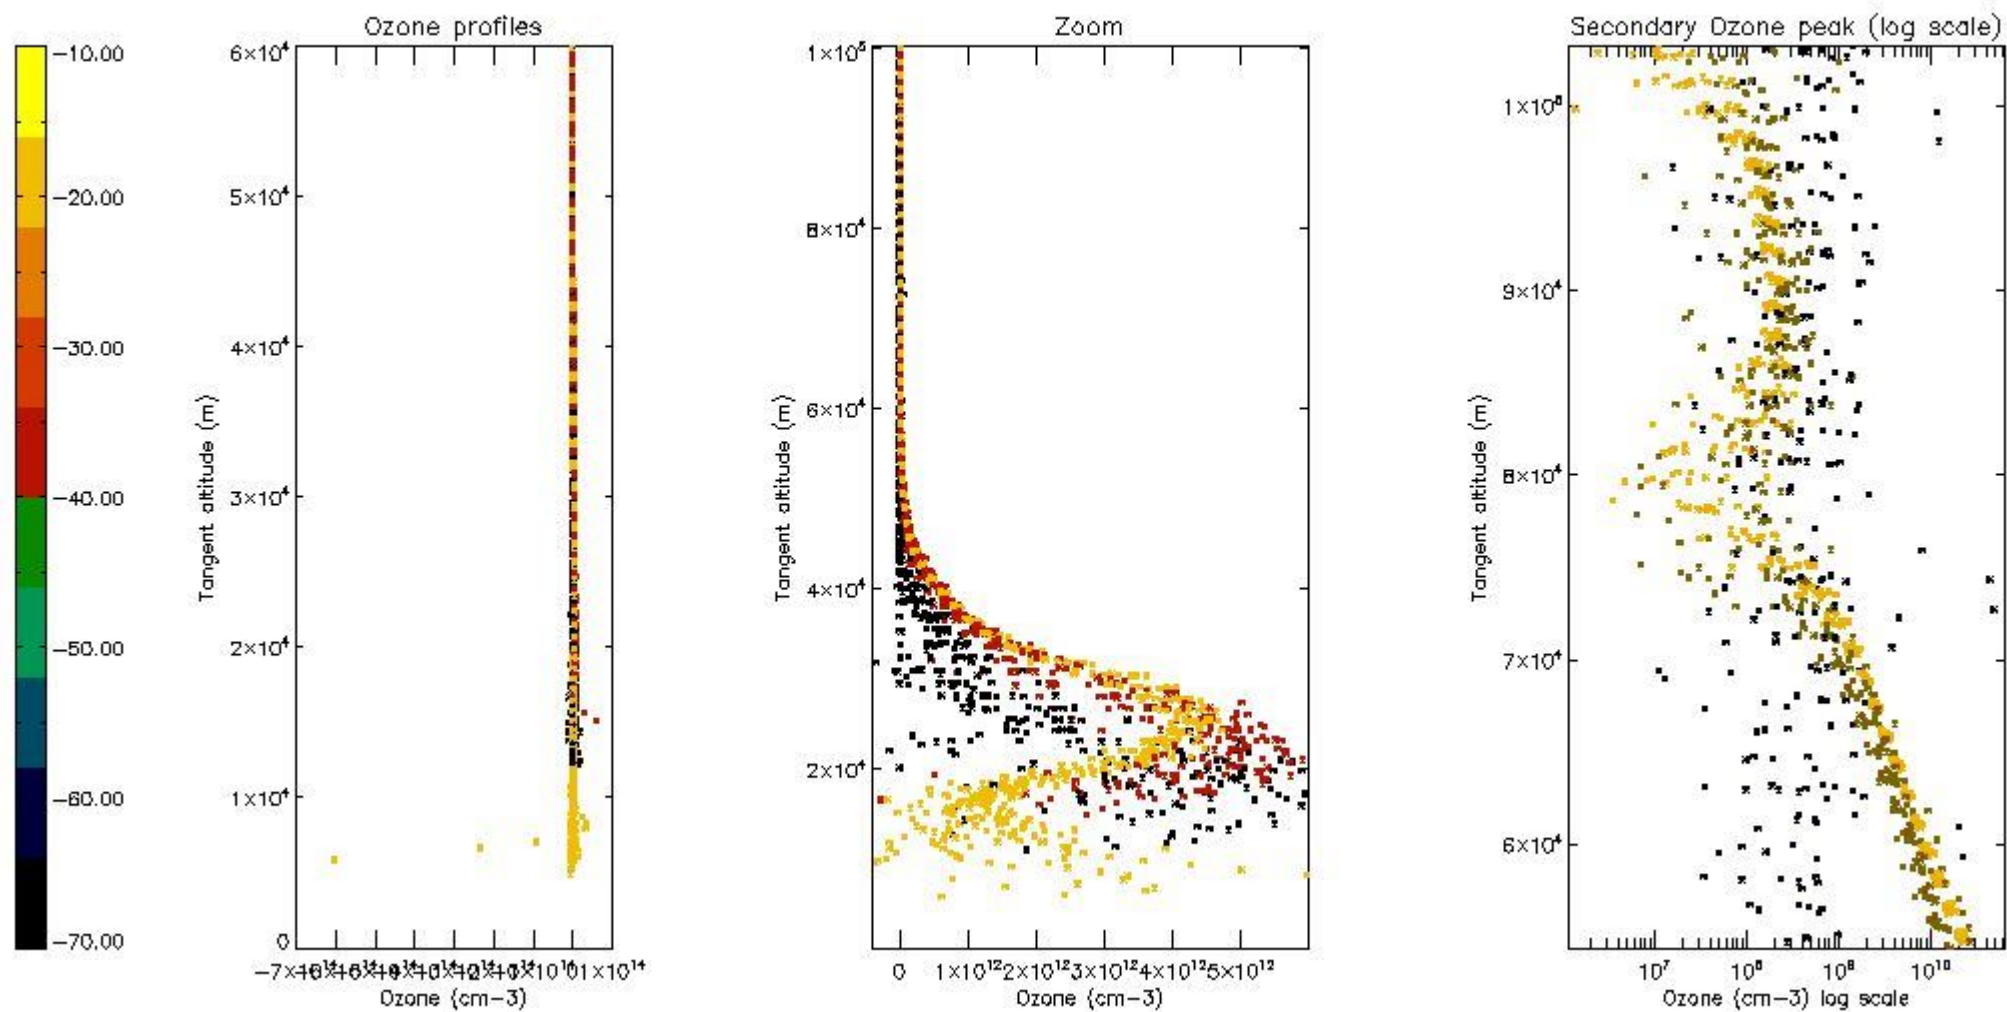 Ozone profiles
Zoom
Secondary Ozone peak (log scale)
-10.00
-20.00
-30.00
-40.00
-50.00
-60.00
-70.00
6×10⁴
5×10⁴
4×10⁴
3×10⁴
2×10⁴
1×10⁴
0
Tangent altitude (m)
01×10¹⁴
Ozone (cm-3)
1×10⁵
8×10⁴
6×10⁴
4×10⁴
2×10⁴
Tangent altitude (m)
0 1×10¹² 2×10¹² 3×10¹² 4×10¹² 5×10¹²
Ozone (cm-3)
9×10⁴
8×10⁴
7×10⁴
6×10⁴
Tangent altitude (m)
10⁷ 10⁸ 10⁹ 10¹⁰
Ozone (cm-3) log scale